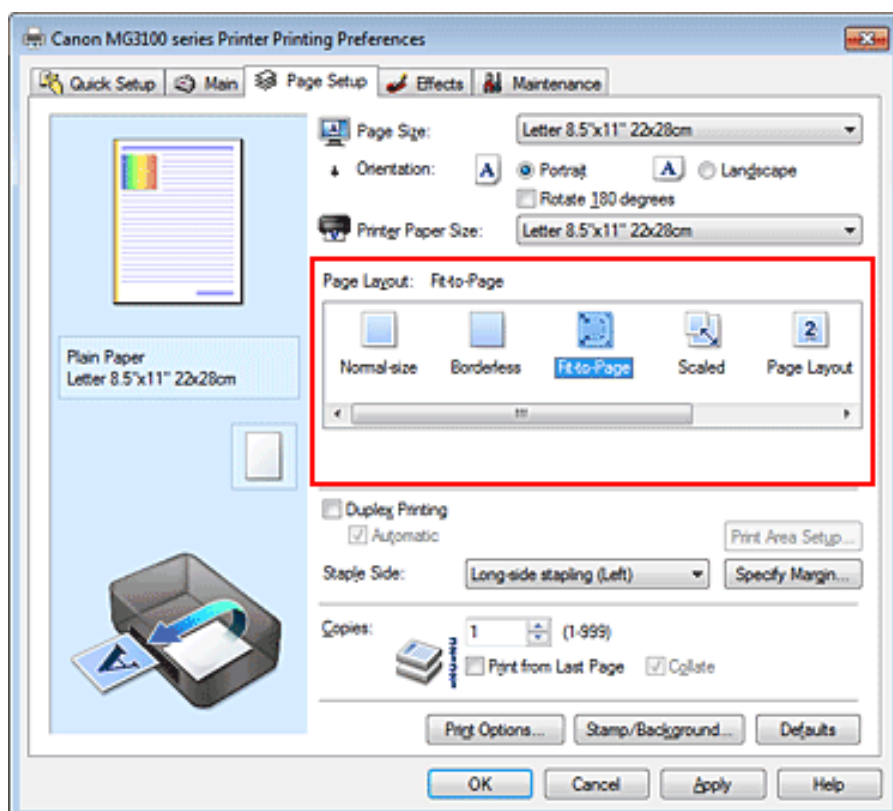 Canon MG3100 series Printer Printing Preferences
Quick Setup Main Page Setup Effects Maintenance
Page Size: Letter 8.5"x11" 22x28cm
Orientation: A Portrait A Landscape
Rotate 180 degrees
Printer Paper Size: Letter 8.5"x11" 22x28cm
Page Layout: Fit-to-Page
2
Normal-size Borderless Fit-to-Page Scaled Page Layout
Plain Paper
Letter 8.5"x11" 22x28cm
Duplex Printing
Automatic
Print Area Setup...
Staple Side: Long-side stapling (Left) Specify Margin...
Copies: 1 (1-999)
Print from Last Page Collate
A
Print Options... Stamp/Background... Defaults
OK Cancel Apply Help